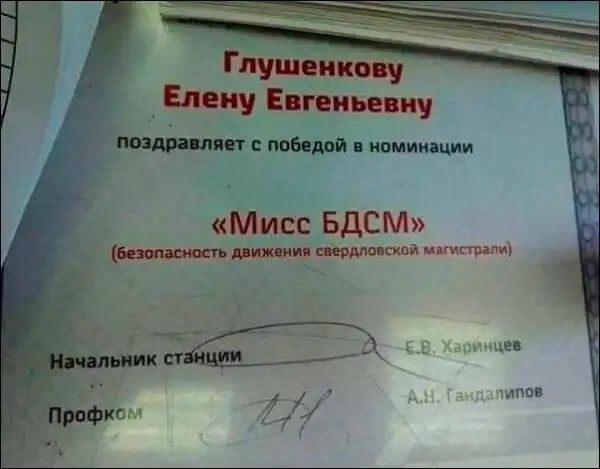 Глушенкову
Елену Евгеньевну
поздравляет с победой в номинации
«Мисс БДСМ»
(безопасность движения свердловской магистрали)
Начальник станции Е.В. Харинцев
Профком А.Н. Гандалипов